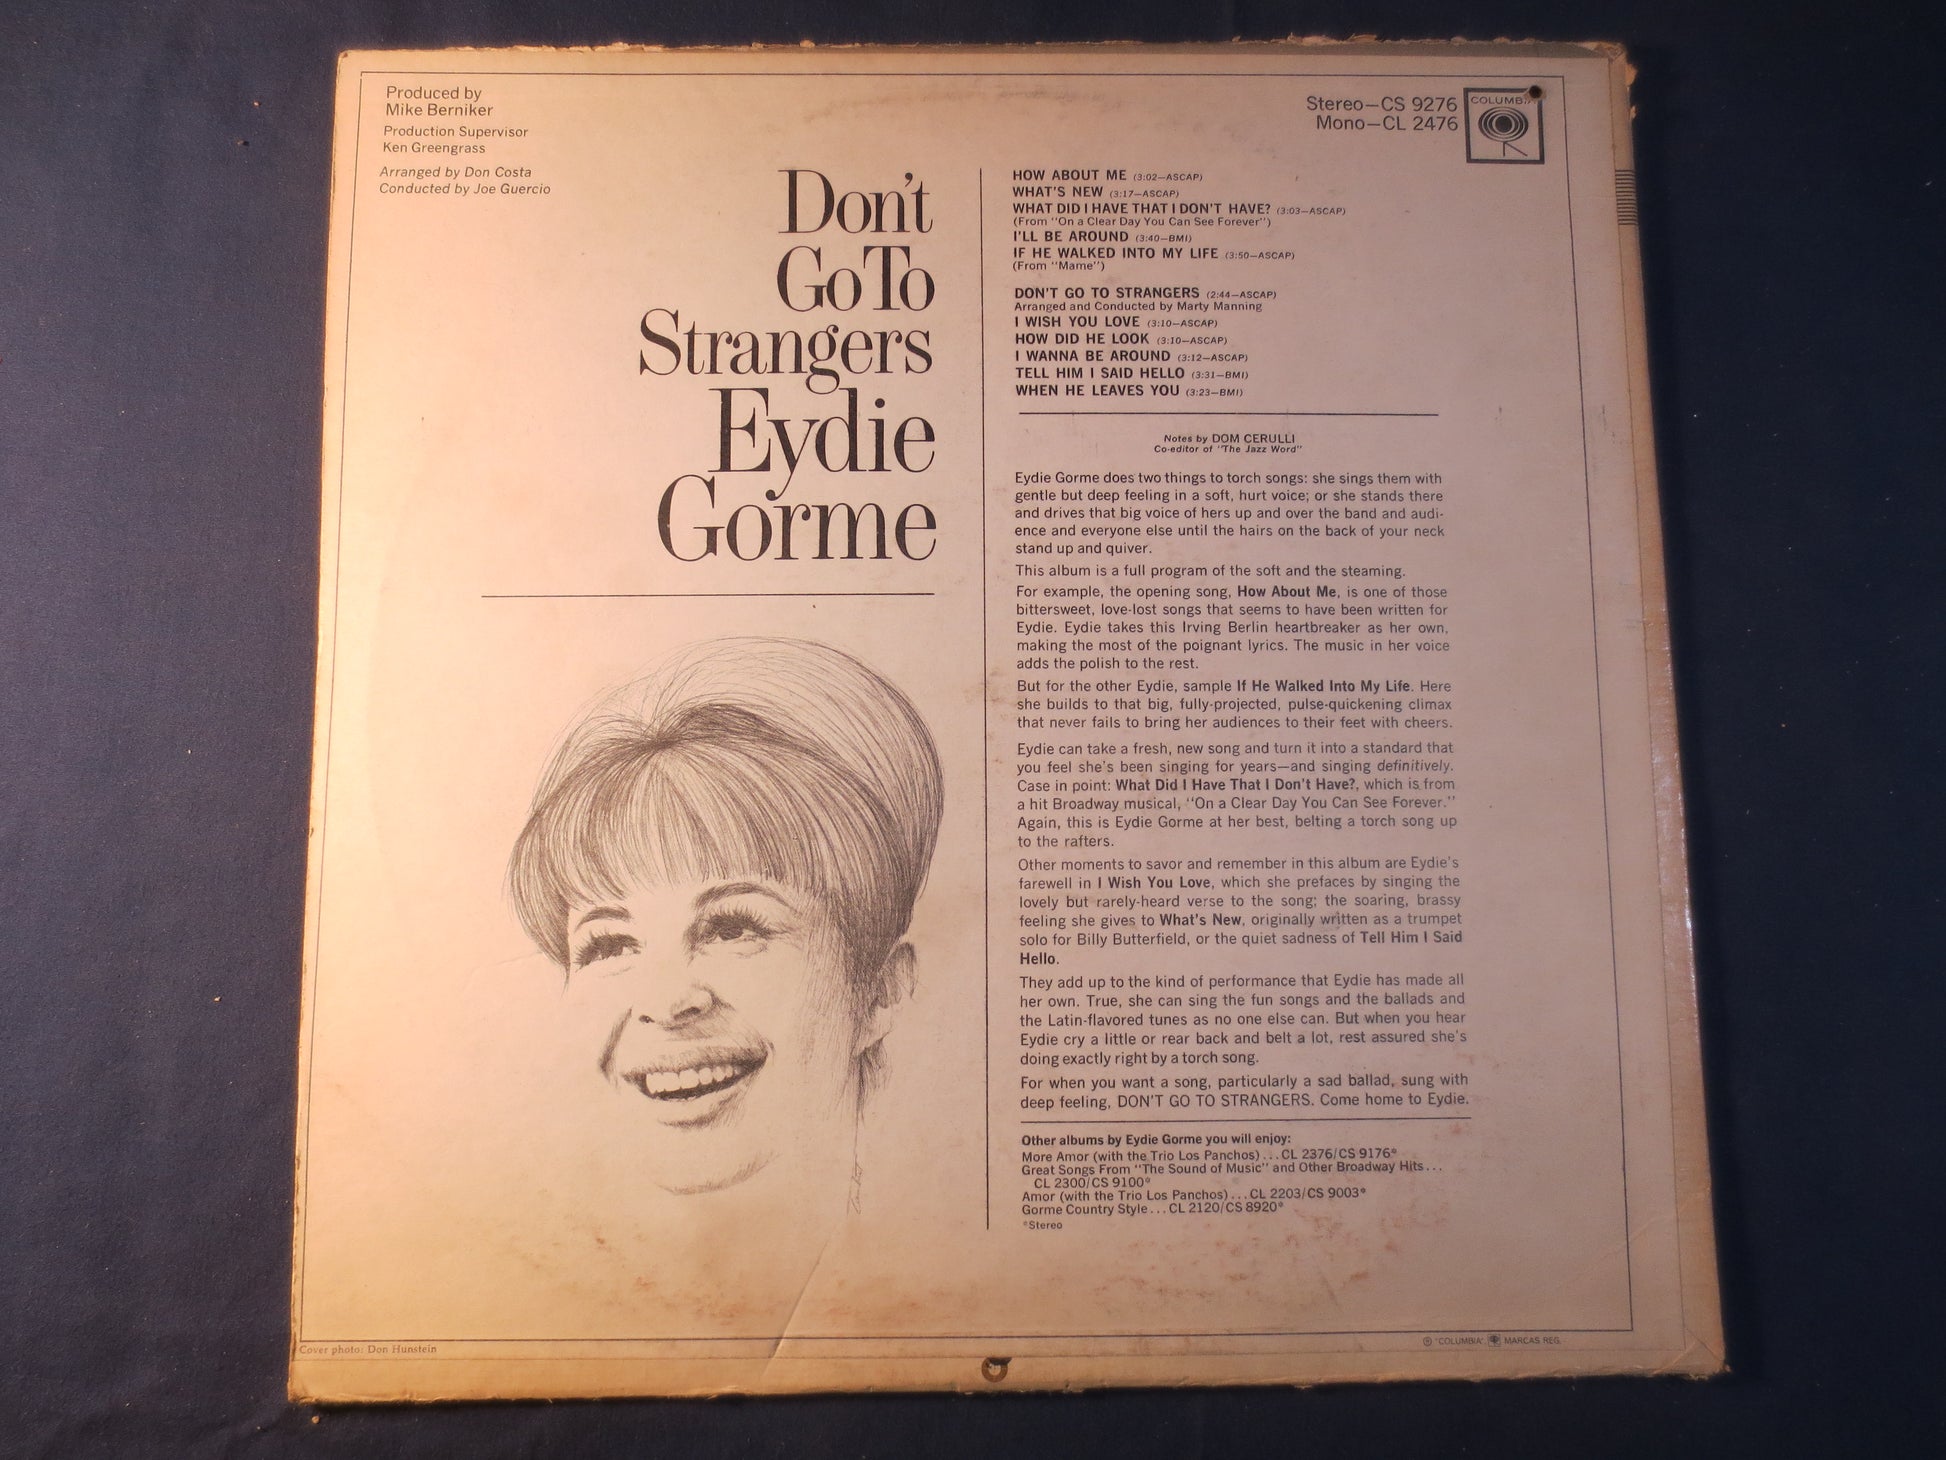 Produced by
Mike Berniker
Production Supervisor
Ken Greengrass
Arranged by Don Costa
Conducted by Joe Guercio
Don't
Go To
Strangers
Eydie
Gorme
Stereo—CS 9276
Mono—CL 2476
COLUMBIA
HOW ABOUT ME (3:02—ASCAP)
WHAT'S NEW (3:17—ASCAP)
WHAT DID I HAVE THAT I DON'T HAVE? (3:03—ASCAP)
(From "On a Clear Day You Can See Forever")
I'LL BE AROUND (3:40—BMI)
IF HE WALKED INTO MY LIFE (3:50—ASCAP)
(From "Mame")
DON'T GO TO STRANGERS (2:44—ASCAP)
Arranged and Conducted by Marty Manning
I WISH YOU LOVE (3:10—ASCAP)
HOW DID HE LOOK (3:10—ASCAP)
I WANNA BE AROUND (3:12—ASCAP)
TELL HIM I SAID HELLO (3:31—BMI)
WHEN HE LEAVES YOU (3:23—BMI)
Notes by DOM CERULLI
Co-editor of "The Jazz Word"
Eydie Gorme does two things to torch songs: she sings them with
gentle but deep feeling in a soft, hurt voice; or she stands there
and drives that big voice of hers up and over the band and audi-
ence and everyone else until the hairs on the back of your neck
stand up and quiver.
This album is a full program of the soft and the steaming.
For example, the opening song, How About Me, is one of those
bittersweet, love-lost songs that seems to have been written for
Eydie. Eydie takes this Irving Berlin heartbreaker as her own,
making the most of the poignant lyrics. The music in her voice
adds the polish to the rest.
But for the other Eydie, sample If He Walked Into My Life. Here
she builds to that big, fully-projected, pulse-quickening climax
that never fails to bring her audiences to their feet with cheers.
Eydie can take a fresh, new song and turn it into a standard that
you feel she's been singing for years—and singing definitively.
Case in point: What Did I Have That I Don't Have?, which is from
a hit Broadway musical, "On a Clear Day You Can See Forever."
Again, this is Eydie Gorme at her best, belting a torch song up
to the rafters.
Other moments to savor and remember in this album are Eydie's
farewell in I Wish You Love, which she prefaces by singing the
lovely but rarely-heard verse to the song; the soaring, brassy
feeling she gives to What's New, originally written as a trumpet
solo for Billy Butterfield, or the quiet sadness of Tell Him I Said
Hello.
They add up to the kind of performance that Eydie has made all
her own. True, she can sing the fun songs and the ballads and
the Latin-flavored tunes as no one else can. But when you hear
Eydie cry a little or rear back and belt a lot, rest assured she's
doing exactly right by a torch song.
For when you want a song, particularly a sad ballad, sung with
deep feeling, DON'T GO TO STRANGERS. Come home to Eydie.
Other albums by Eydie Gorme you will enjoy:
More Amor (with the Trio Los Panchos)...CL 2376/CS 9176*
Great Songs From "The Sound of Music" and Other Broadway Hits...
CL 2300/CS 9100*
Amor (with the Trio Los Panchos)...CL 2203/CS 9003*
Gorme Country Style...CL 2120/CS 8920*
*Stereo
Cover photo: Don Hunstein
® "COLUMBIA" MARCAS REG.